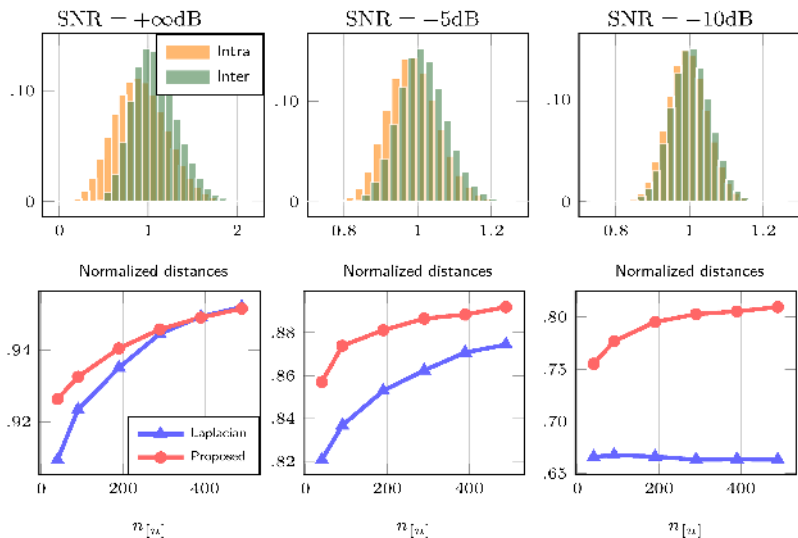 SNR = +∞dB
SNR = −5dB
SNR = −10dB
Intra
Inter
.10
0
0
1
2
.10
0
0.8
1
1.2
.10
0
0.8
1
1.2
Normalized distances
Normalized distances
Normalized distances
.94
.92
Laplacian
Proposed
0
200
400
.88
.86
.84
.82
0
200
400
.80
.75
.70
.65
0
200
400
n[u]
n[u]
n[u]